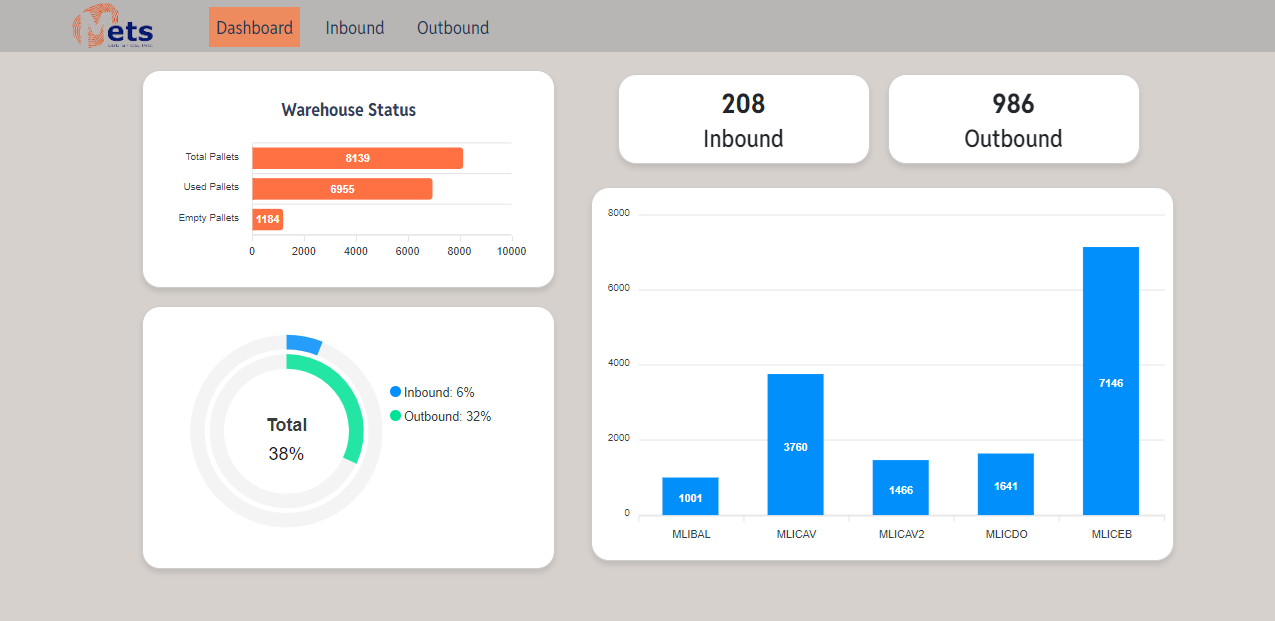 ets
Dashboard Inbound Outbound
Warehouse Status
Total Pallets 8139
Used Pallets 6955
Empty Pallets 1184
0 2000 4000 6000 8000 10000
208
Inbound
986
Outbound
Total
38%
Inbound: 6%
Outbound: 32%
8000
6000
4000
2000
0
1001 3760 1466 1641 7146
MLIBAL MLICAV MLICAV2 MLICDO MLICEB